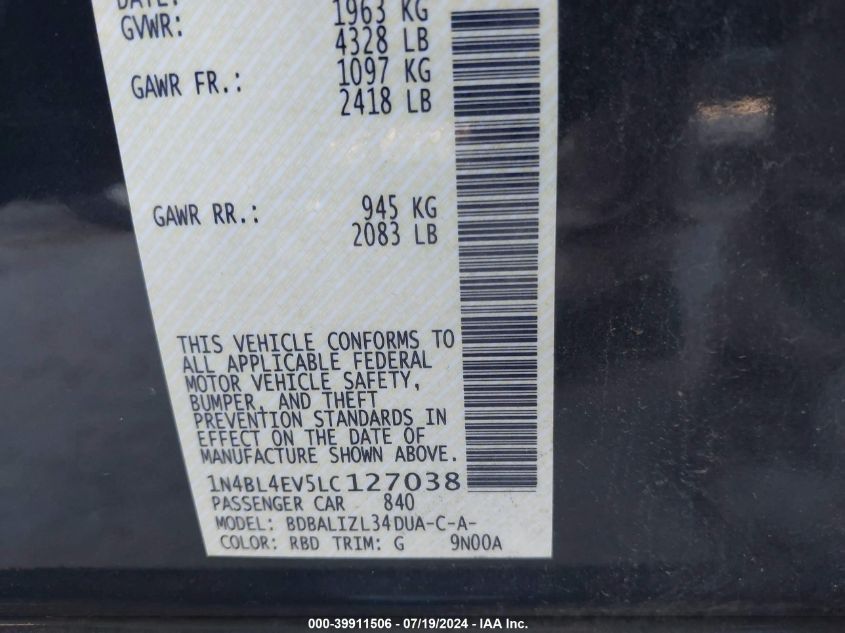 DATE:
1963 KG
GVWR:
4328 LB
1097 KG
GAWR FR.:
2418 LB
GAWR RR.: 945 KG
2083 LB
THIS VEHICLE CONFORMS TO
ALL APPLICABLE FEDERAL
MOTOR VEHICLE SAFETY,
BUMPER, AND THEFT
PREVENTION STANDARDS IN
EFFECT ON THE DATE OF
MANUFACTURE SHOWN ABOVE.
1N4BL4EV5LC127038
PASSENGER CAR 840
MODEL: BDBALIZL34DUA-C-A-
COLOR: RBD TRIM: G 9N00A
000-39911506 - 07/19/2024 - IAA Inc.